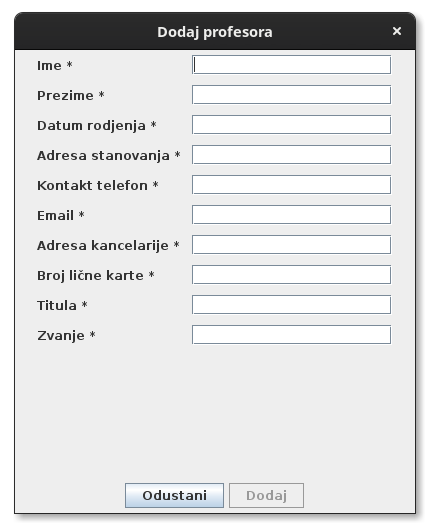 Dodaj profesora
Ime *
Prezime *
Datum rodjenja *
Adresa stanovanja *
Kontakt telefon *
Email *
Adresa kancelarije *
Broj lične karte *
Titula *
Zvanje *
Odustani Dodaj